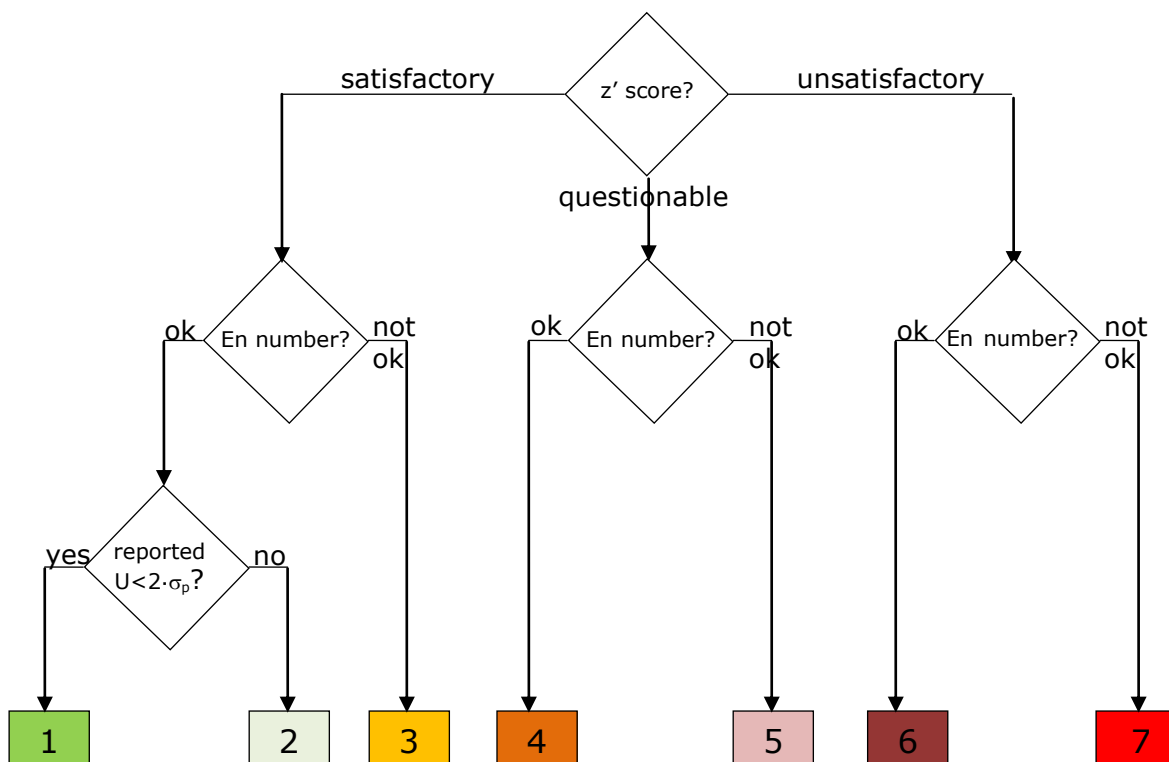 z' score?
satisfactory
unsatisfactory
questionable
En number?
ok
not
ok
En number?
ok
not
ok
En number?
ok
not
ok
reported
U<2·σp?
yes
no
1
2
3
4
5
6
7